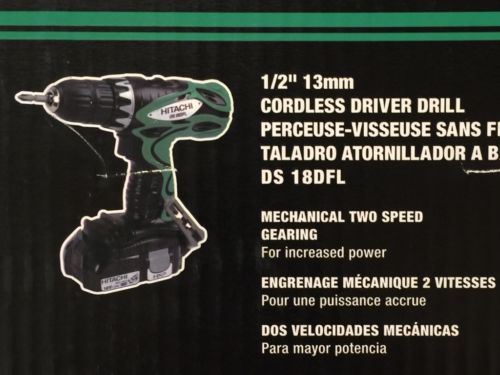 HITACHI
HITACHI
1/2" 13mm
CORDLESS DRIVER DRILL
PERCEUSE-VISSEUSE SANS
TALADRO ATORNILLADOR A
DS 18DFL
MECHANICAL TWO SPEED
GEARING
For increased power
ENGRENAGE MÉCANIQUE 2 VITESSES
Pour une puissance accrue
DOS VELOCIDADES MECÁNICAS
Para mayor potencia